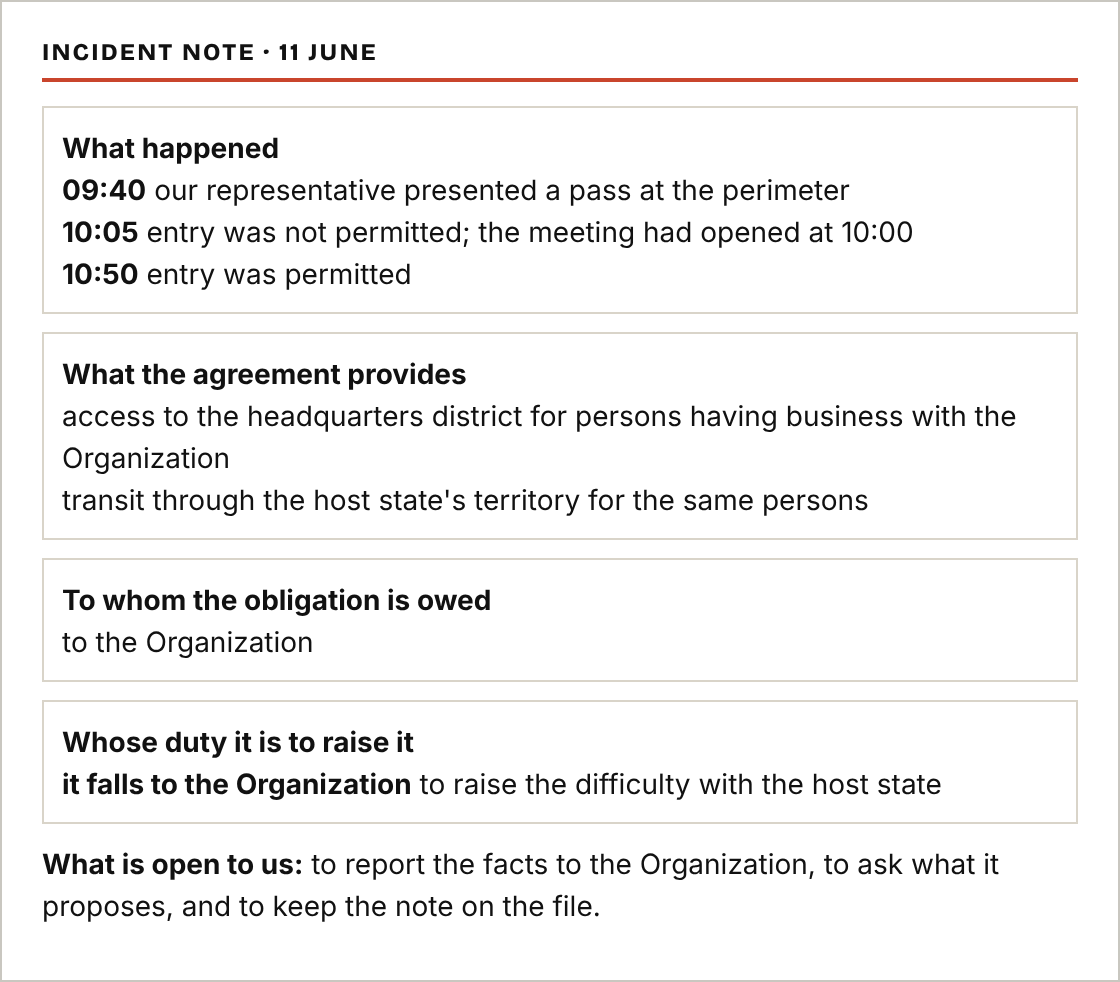 INCIDENT NOTE · 11 JUNE
What happened
09:40 our representative presented a pass at the perimeter
10:05 entry was not permitted; the meeting had opened at 10:00
10:50 entry was permitted
What the agreement provides
access to the headquarters district for persons having business with the
Organization
transit through the host state's territory for the same persons
To whom the obligation is owed
to the Organization
Whose duty it is to raise it
it falls to the Organization to raise the difficulty with the host state
What is open to us: to report the facts to the Organization, to ask what it
proposes, and to keep the note on the file.